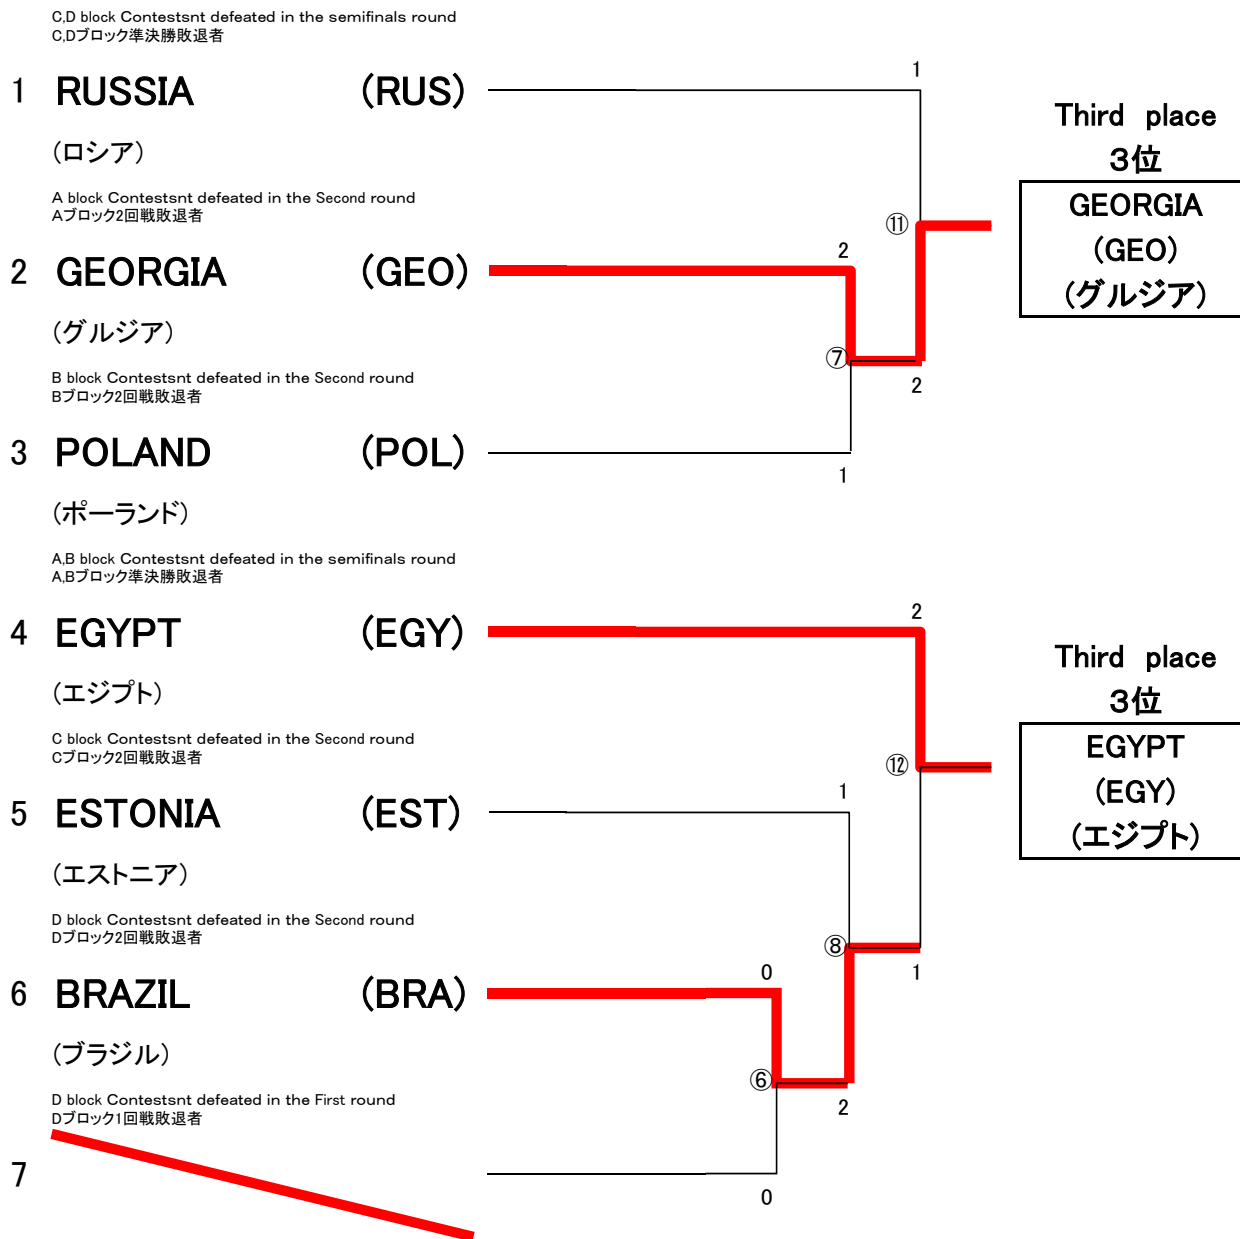 C,D block Contestsnt defeated in the semifinals round
C,Dブロック準決勝敗退者
1 RUSSIA (RUS)
1
(ロシア)
Third place
3位
GEORGIA
(GEO)
(グルジア)
A block Contestsnt defeated in the Second round
Aブロック2回戦敗退者
⑪
2 GEORGIA (GEO)
2
(グルジア)
⑦
2
B block Contestsnt defeated in the Second round
Bブロック2回戦敗退者
3 POLAND (POL)
1
(ポーランド)
A,B block Contestsnt defeated in the semifinals round
A,Bブロック準決勝敗退者
4 EGYPT (EGY)
2
(エジプト)
Third place
3位
EGYPT
(EGY)
(エジプト)
C block Contestsnt defeated in the Second round
Cブロック2回戦敗退者
⑫
5 ESTONIA (EST)
1
(エストニア)
D block Contestsnt defeated in the Second round
Dブロック2回戦敗退者
⑧
1
6 BRAZIL (BRA)
0
(ブラジル)
⑥
2
D block Contestsnt defeated in the First round
Dブロック1回戦敗退者
7
0